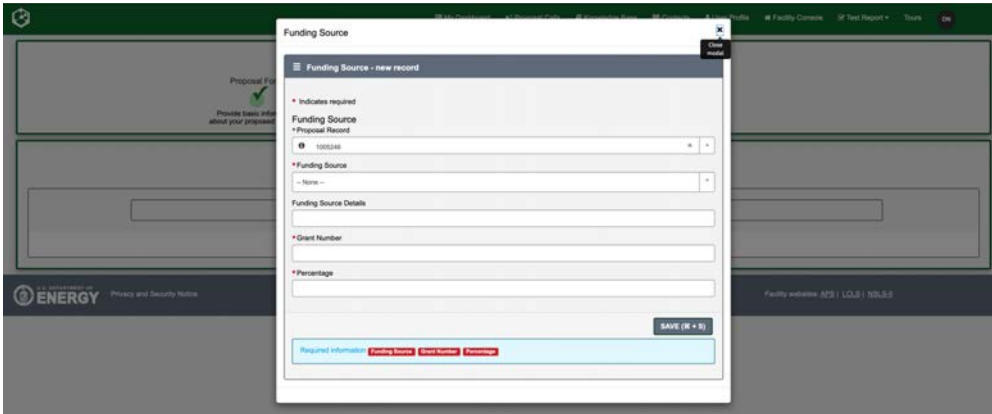 My Dashboard Proposal Calls Knowledge Base Contacts User Profile Facility Console Test Report Tours DN
Funding Source
Close
modal
Funding Source - new record
Proposal For
Provide basic infor
about your proposed
* Indicates required
Funding Source
* Proposal Record
1005246
* Funding Source
-- None --
Funding Source Details
* Grant Number
* Percentage
SAVE (⌘ + S)
Required information Funding Source Grant Number Percentage
U.S. DEPARTMENT OF
ENERGY
Privacy and Security Notice
Facility websites: APS | LCLS | NSLS-II